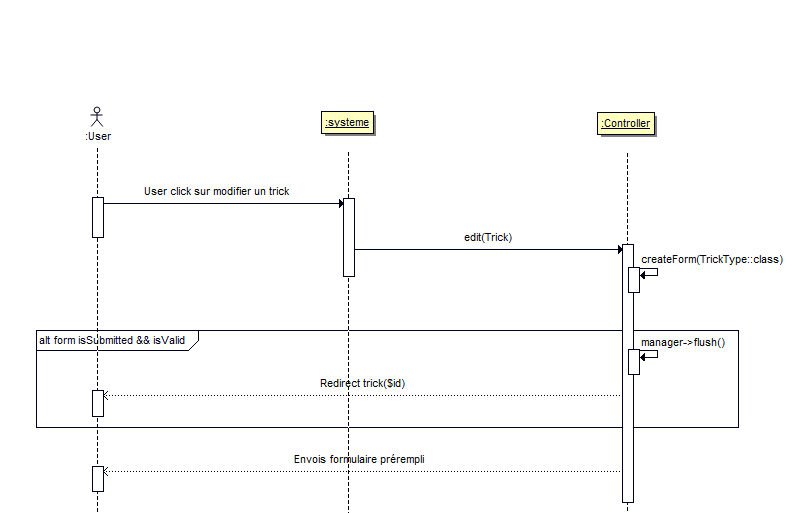 :User
:systeme
:Controller
User click sur modifier un trick
edit(Trick)
createForm(TrickType::class)
alt form isSubmitted && isValid
manager->flush()
Redirect trick($id)
Envois formulaire prérempli